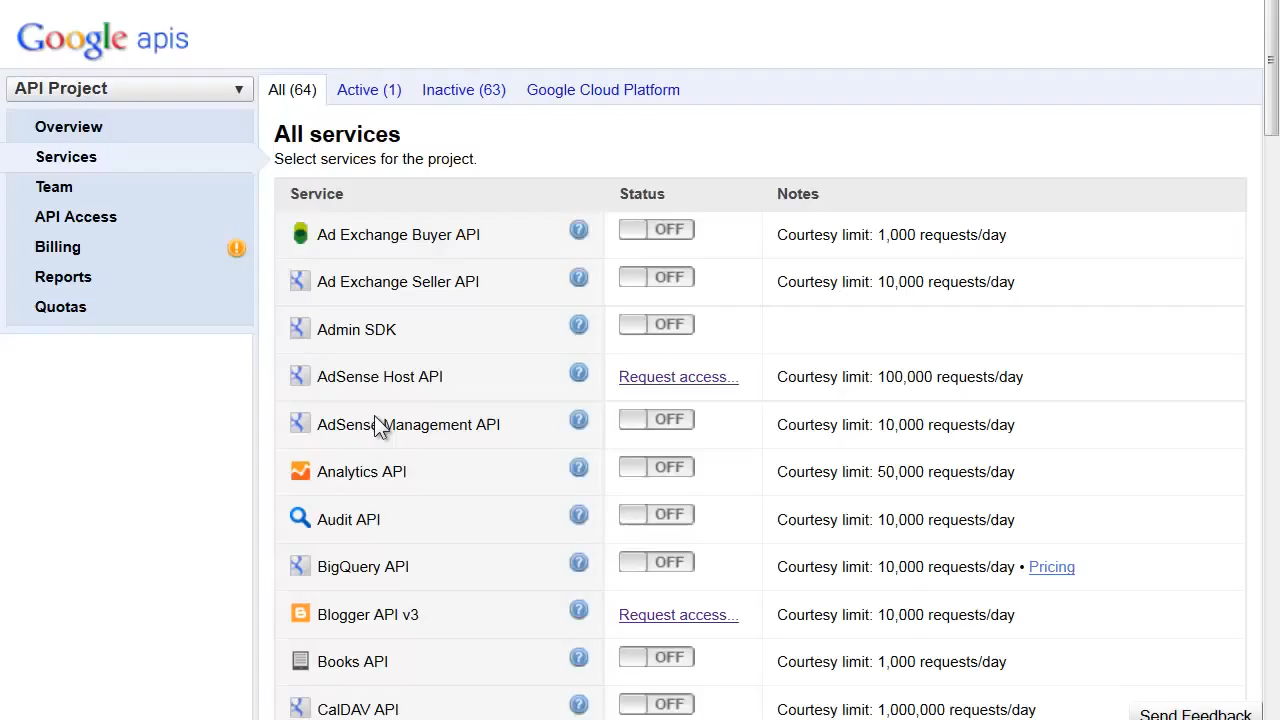 Google apis
API Project ▼
All (64) Active (1) Inactive (63) Google Cloud Platform
Overview
Services
Team
API Access
Billing
Reports
Quotas
All services
Select services for the project.
Service Status Notes
Ad Exchange Buyer API ? OFF Courtesy limit: 1,000 requests/day
Ad Exchange Seller API ? OFF Courtesy limit: 10,000 requests/day
Admin SDK ? OFF
AdSense Host API ? Request access... Courtesy limit: 100,000 requests/day
AdSense Management API ? OFF Courtesy limit: 10,000 requests/day
Analytics API ? OFF Courtesy limit: 50,000 requests/day
Audit API ? OFF Courtesy limit: 10,000 requests/day
BigQuery API ? OFF Courtesy limit: 10,000 requests/day • Pricing
Blogger API v3 ? Request access... Courtesy limit: 10,000 requests/day
Books API ? OFF Courtesy limit: 1,000 requests/day
CalDAV API ? OFF Courtesy limit: 1,000,000 requests/day
Send Feedback